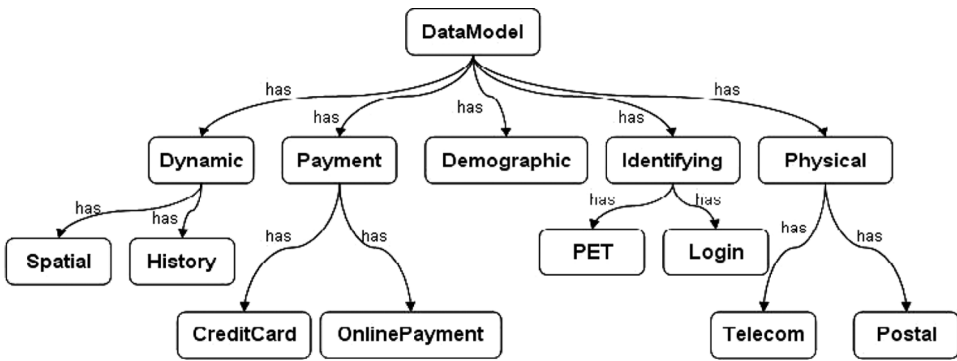 DataModel
has
has
has
has
has
Dynamic
Payment
Demographic
Identifying
Physical
has
has
has
has
has
has
has
has
Spatial
History
PET
Login
CreditCard
OnlinePayment
Telecom
Postal